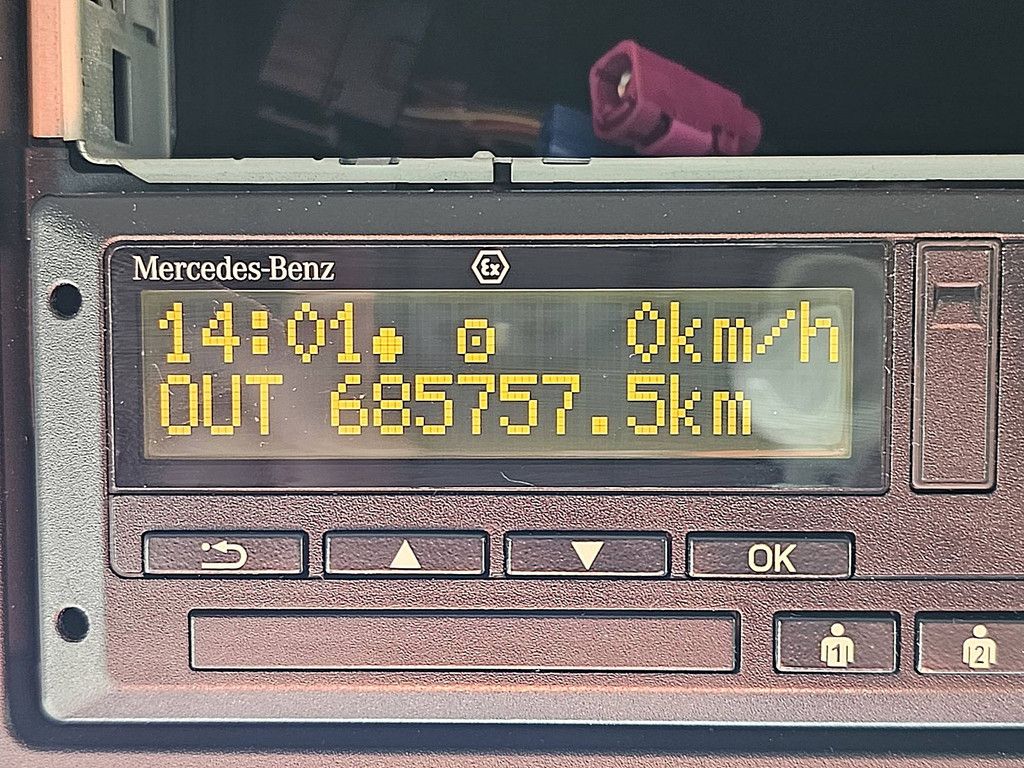 Mercedes-Benz
Ex
14:01 0km/h
OUT 685757.5km
OK
1
2